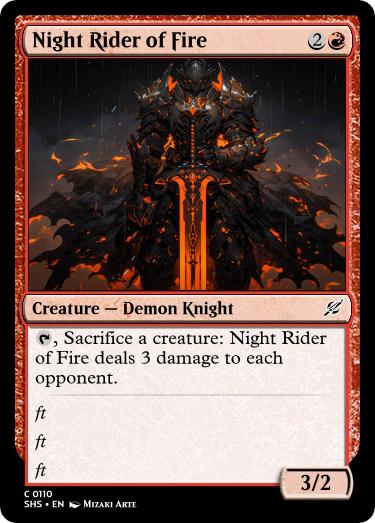 Night Rider of Fire 2
Creature — Demon Knight
, Sacrifice a creature: Night Rider
of Fire deals 3 damage to each
opponent.
ft
ft
ft
3/2
C 0110
SHS • EN Mizaki Arte